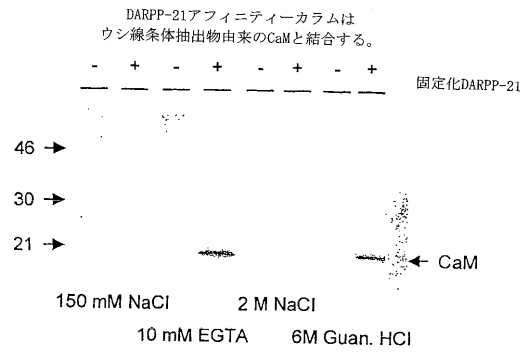 DARPP-21アフィニティーカラムは
ウシ線条体抽出物由来のCaMと結合する。
- + - + - + - +
固定化DARPP-21
46
30
21
CaM
150 mM NaCl
2 M NaCl
10 mM EGTA
6M Guan. HCl